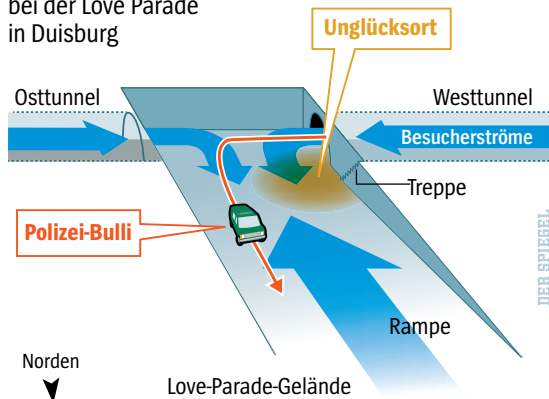 bei der Love Parade
in Duisburg
Unglücksort
Osttunnel
Westtunnel
Besucherströme
Treppe
Polizei-Bulli
DER SPIEGEL
Rampe
Norden
Love-Parade-Gelände